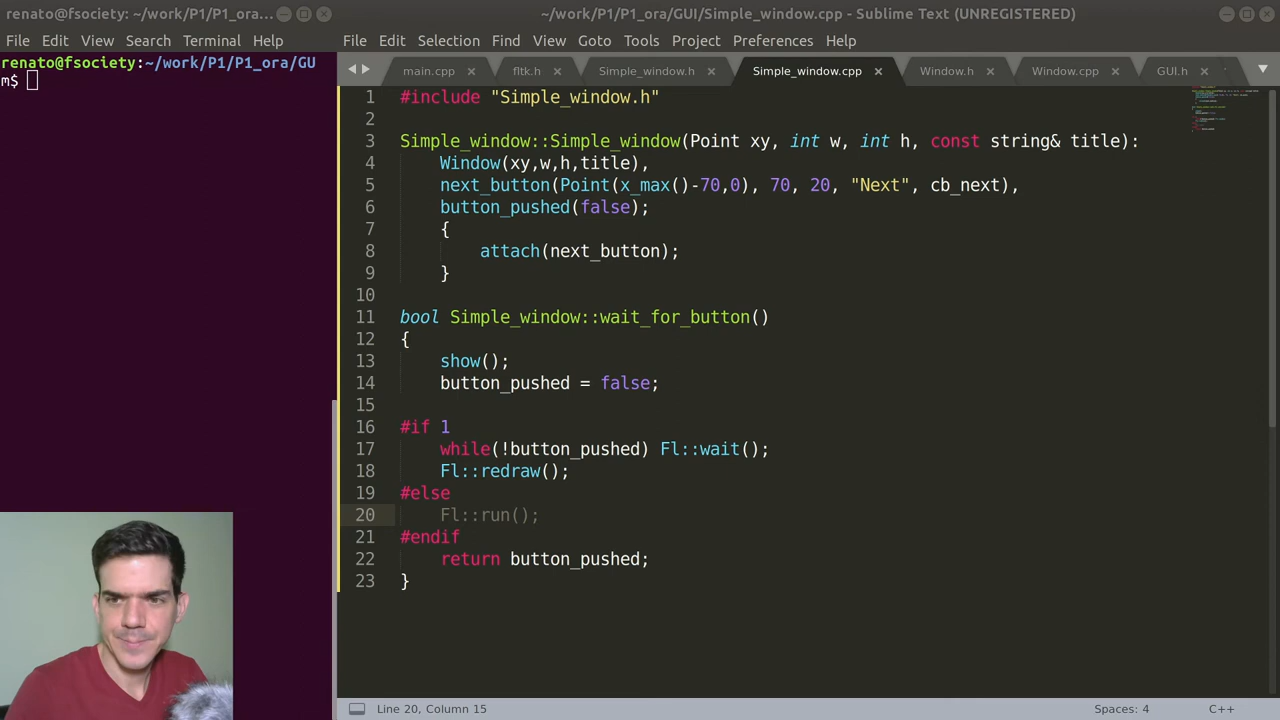 renato@fsociety: ~/work/P1/P1_ora...
File Edit View Search Terminal Help
renato@fsociety:~/work/P1/P1_ora/GU
m$
~/work/P1/P1_ora/GUI/Simple_window.cpp - Sublime Text (UNREGISTERED)
File Edit Selection Find View Goto Tools Project Preferences Help
main.cpp fltk.h Simple_window.h Simple_window.cpp Window.h Window.cpp GUI.h
1 #include "Simple_window.h"
2
3 Simple_window::Simple_window(Point xy, int w, int h, const string& title):
4     Window(xy,w,h,title),
5     next_button(Point(x_max()-70,0), 70, 20, "Next", cb_next),
6     button_pushed(false);
7     {
8         attach(next_button);
9     }
10
11 bool Simple_window::wait_for_button()
12 {
13     show();
14     button_pushed = false;
15
16 #if 1
17     while(!button_pushed) Fl::wait();
18     Fl::redraw();
19 #else
20     Fl::run();
21 #endif
22     return button_pushed;
23 }
Line 20, Column 15 Spaces: 4 C++